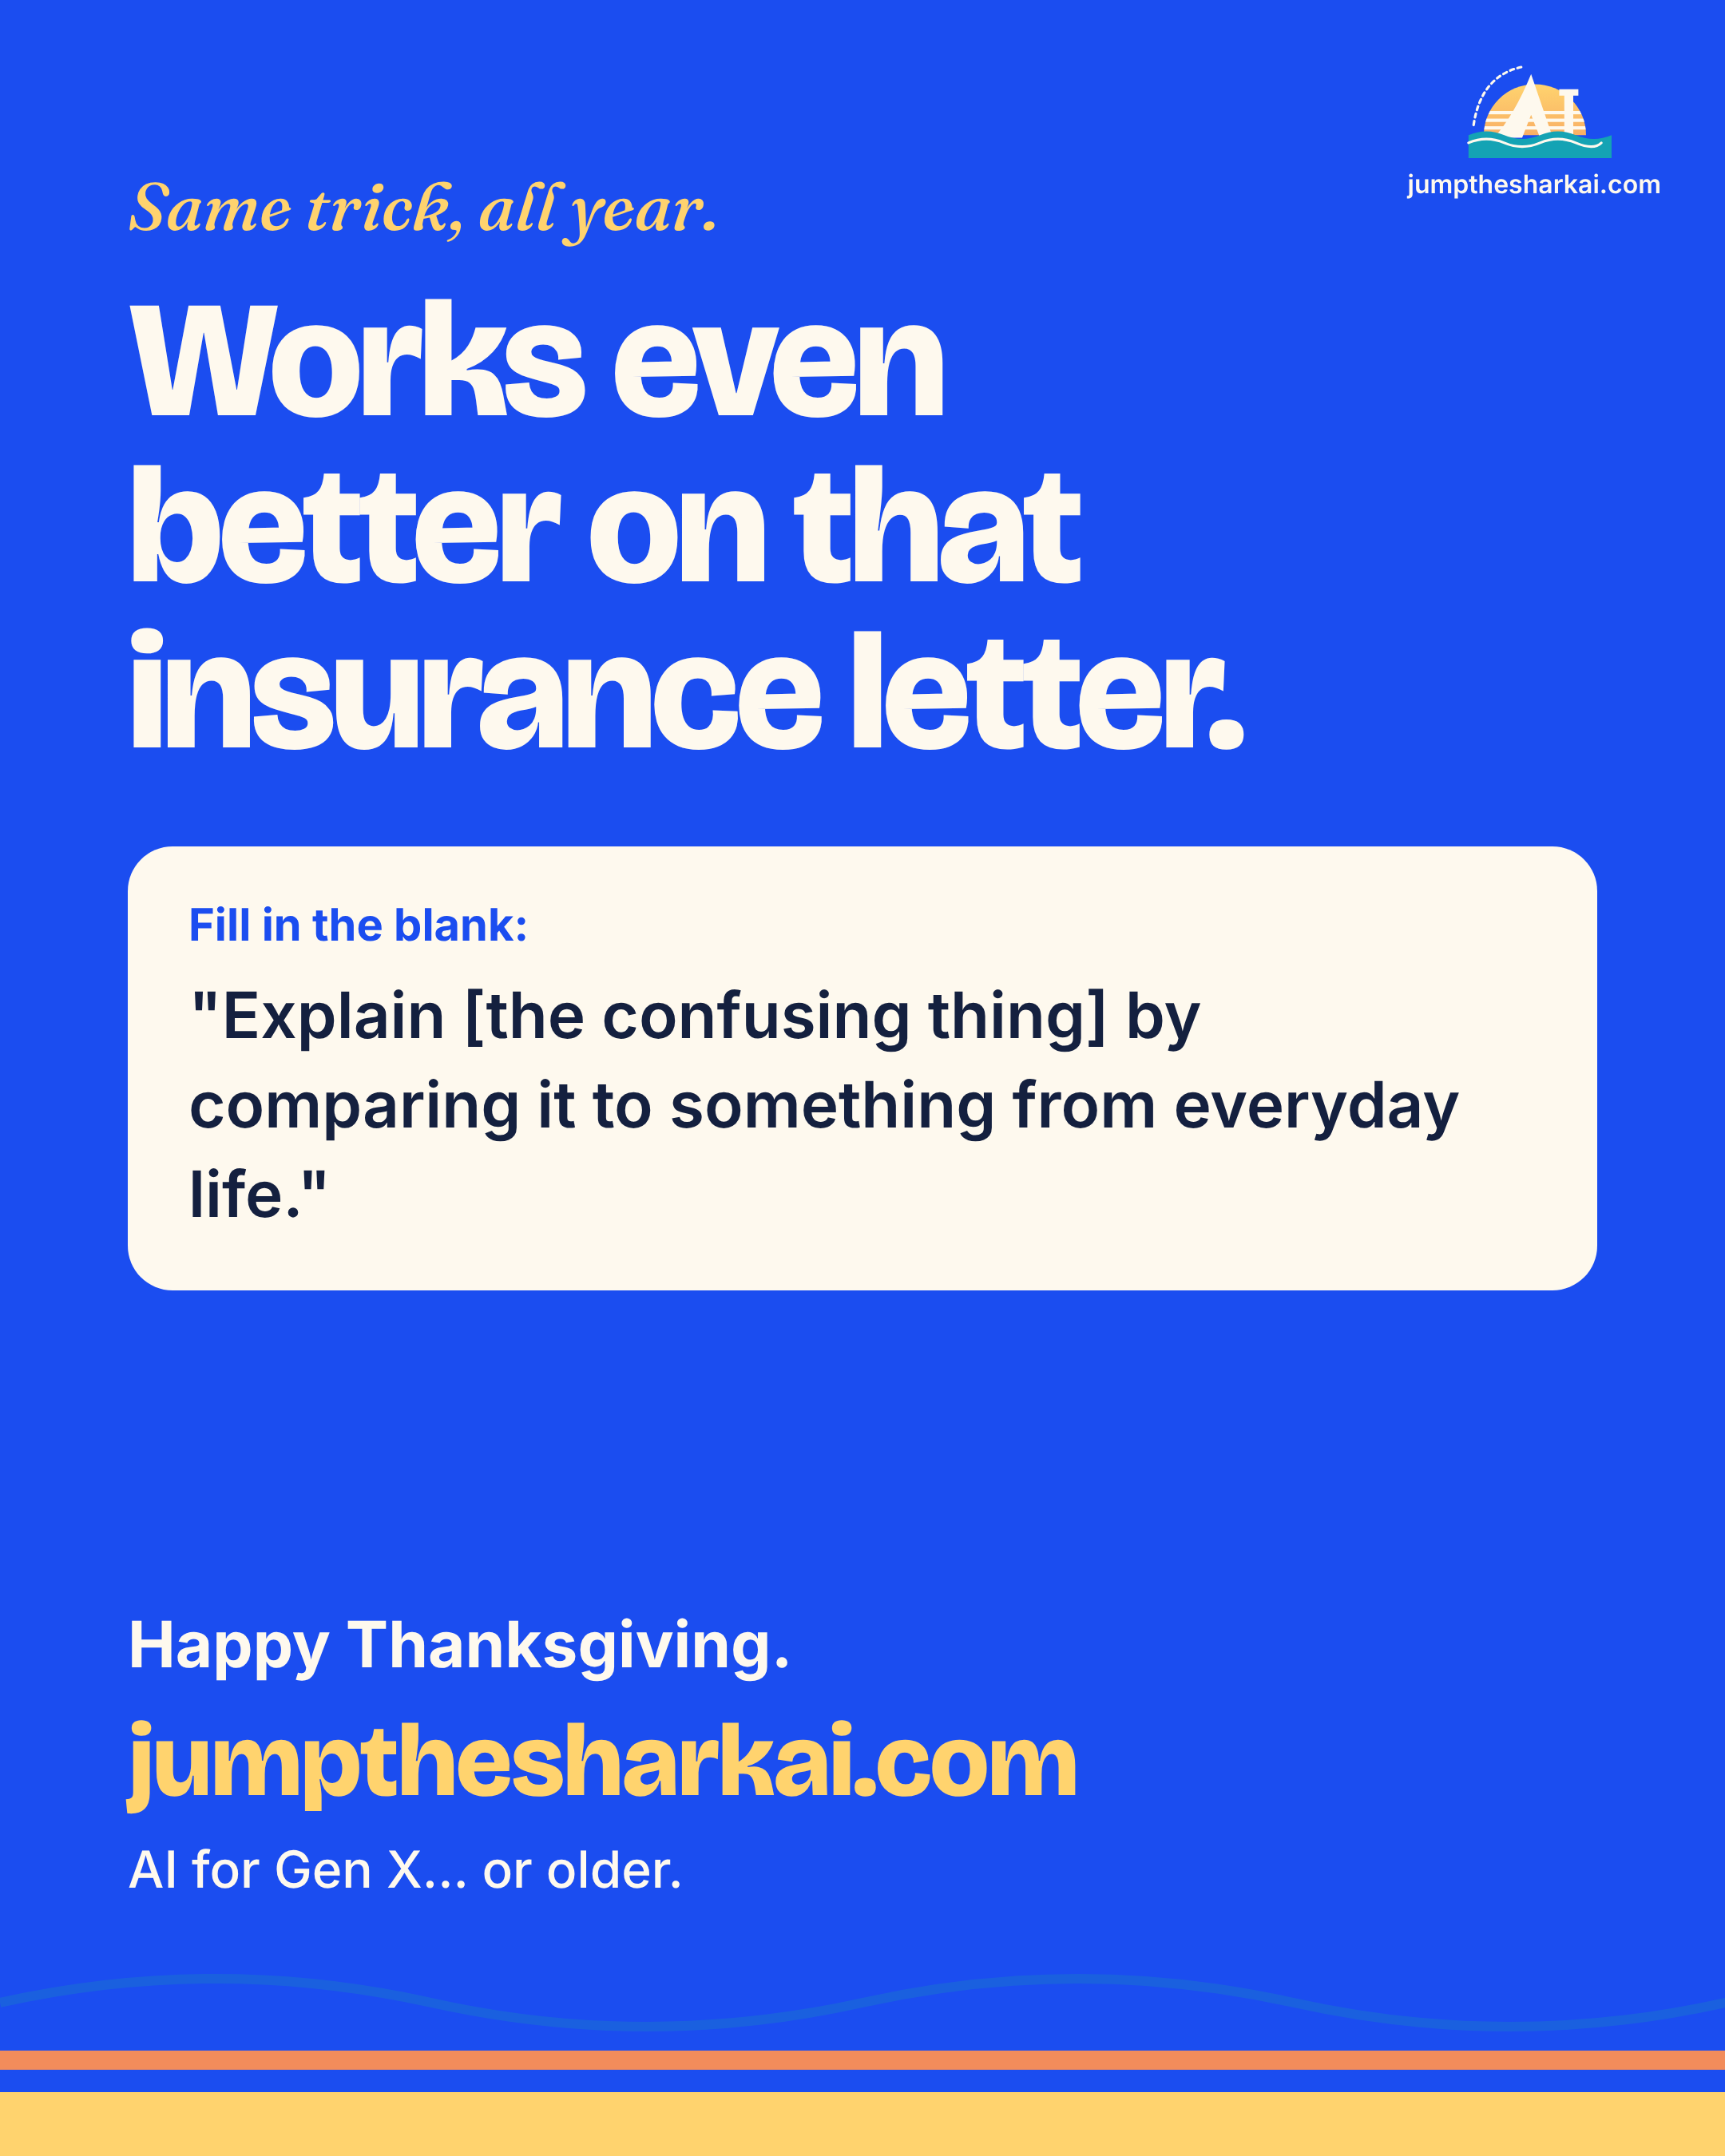 AI
jumpthesharkai.com
Same trick, all year.
Works even
better on that
insurance letter.
Fill in the blank:
"Explain [the confusing thing] by
comparing it to something from everyday
life."
Happy Thanksgiving.
jumpthesharkai.com
AI for Gen X... or older.